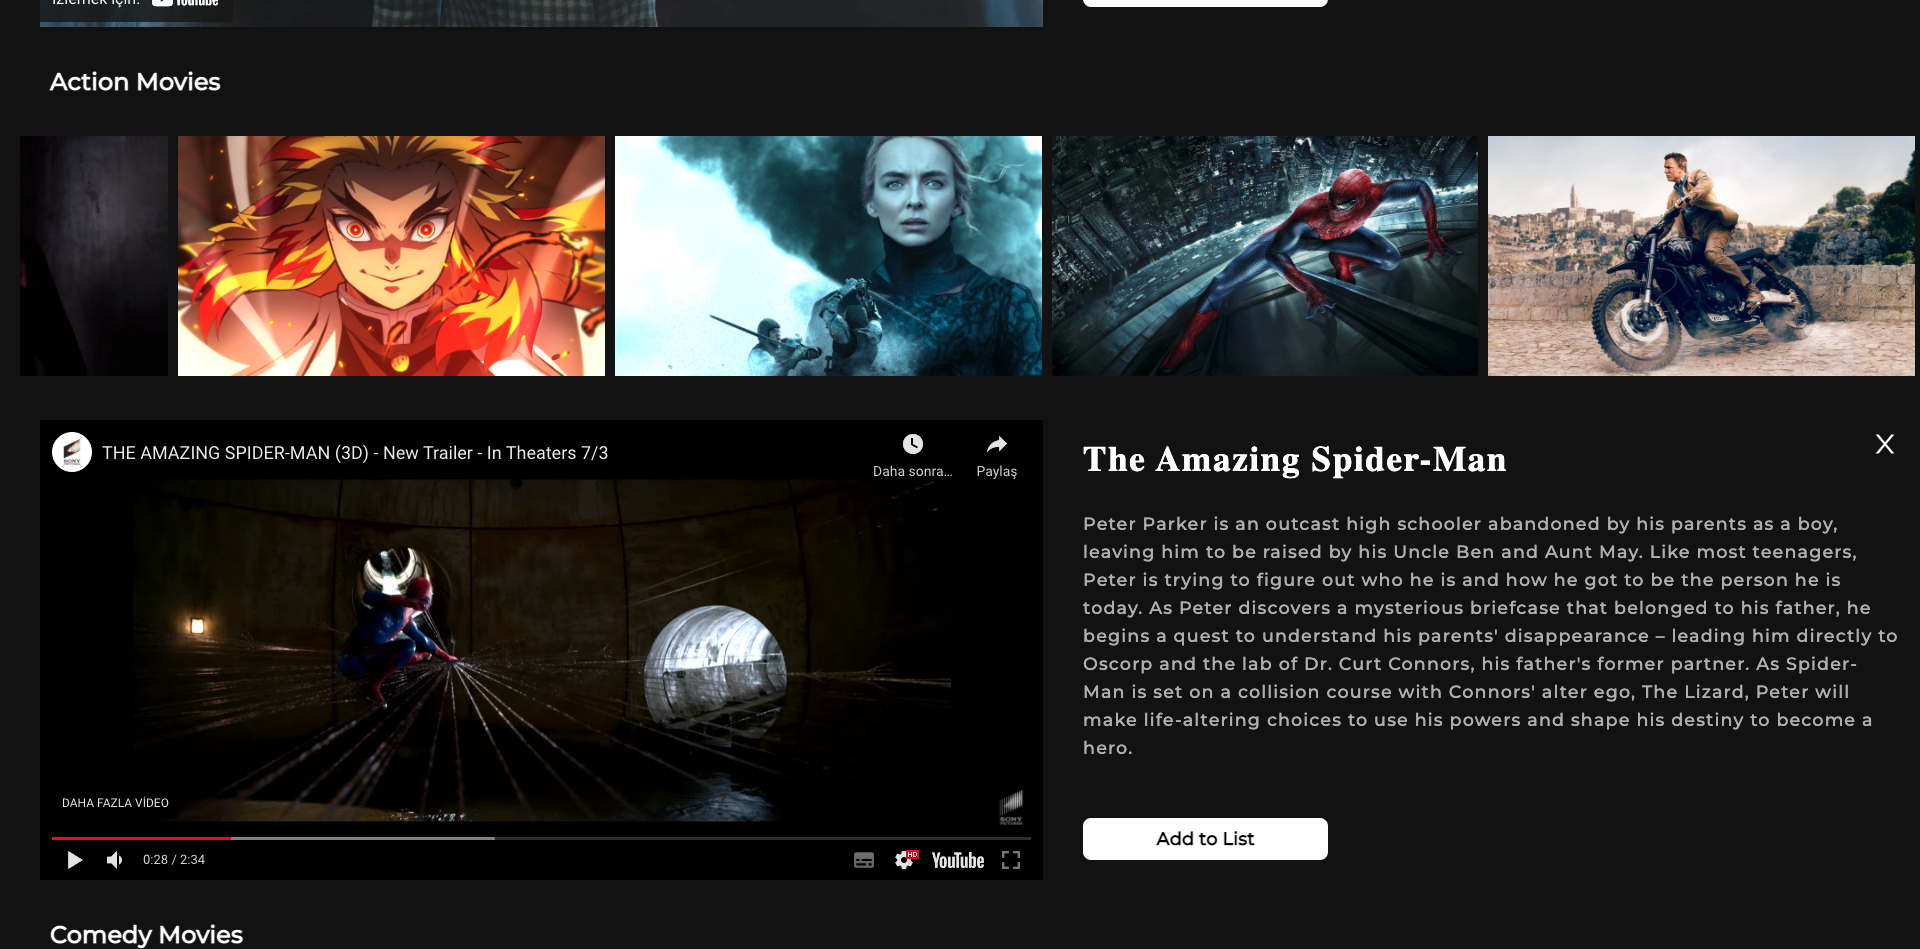 izlemek için: YouTube
Action Movies
THE AMAZING SPIDER-MAN (3D) - New Trailer - In Theaters 7/3
Daha sonra...
Paylaş
DAHA FAZLA VİDEO
SONY
0:28 / 2:34
HD
YouTube
The Amazing Spider-Man
X
Peter Parker is an outcast high schooler abandoned by his parents as a boy,
leaving him to be raised by his Uncle Ben and Aunt May. Like most teenagers,
Peter is trying to figure out who he is and how he got to be the person he is
today. As Peter discovers a mysterious briefcase that belonged to his father, he
begins a quest to understand his parents' disappearance – leading him directly to
Oscorp and the lab of Dr. Curt Connors, his father's former partner. As Spider-
Man is set on a collision course with Connors' alter ego, The Lizard, Peter will
make life-altering choices to use his powers and shape his destiny to become a
hero.
Add to List
Comedy Movies